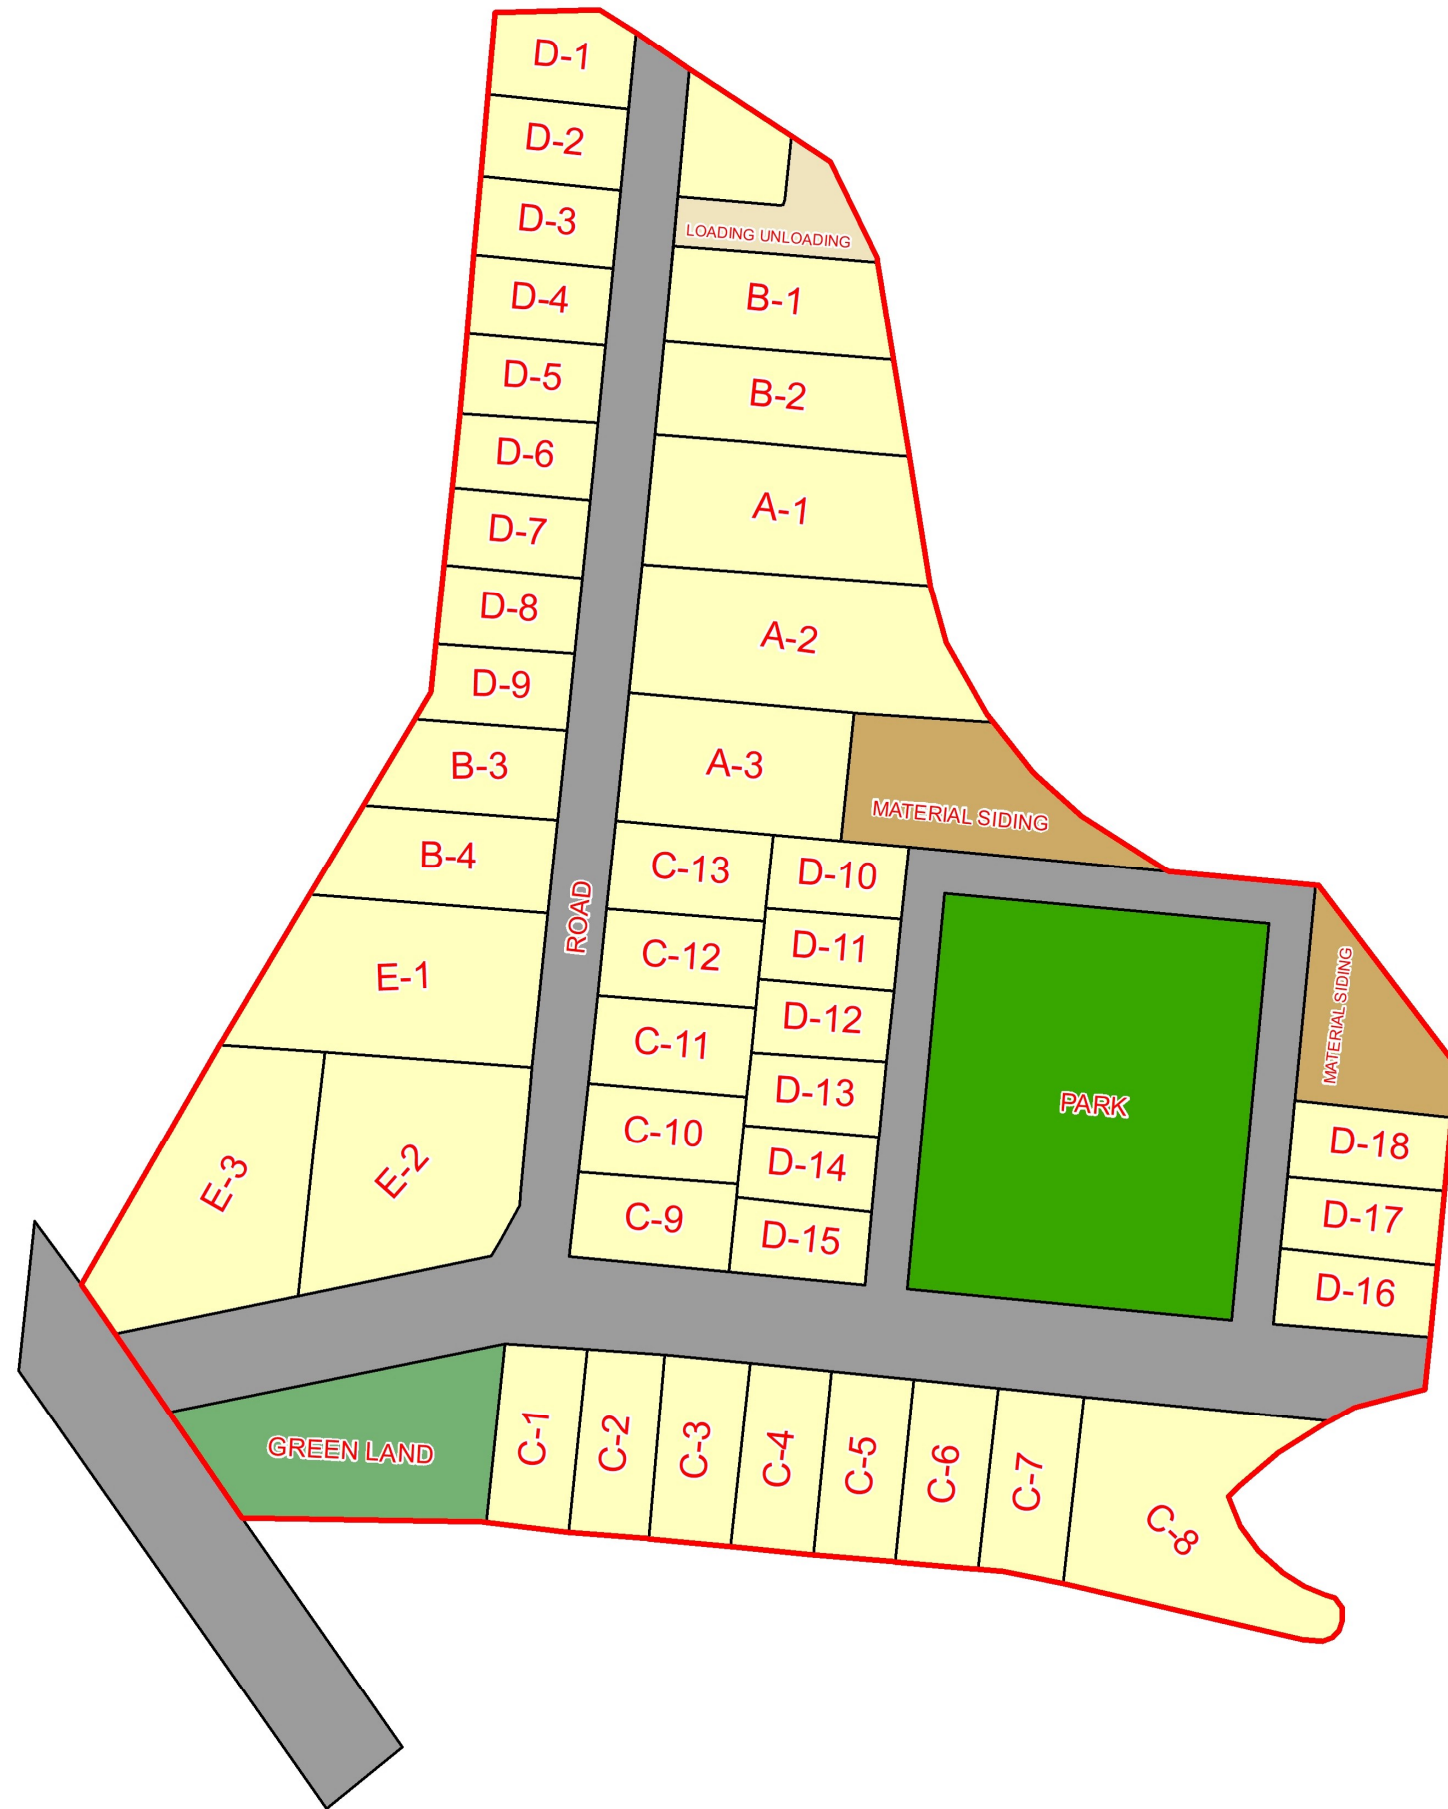 D-1
D-2
D-3
LOADING UNLOADING
D-4
B-1
D-5
B-2
D-6
A-1
D-7
D-8
A-2
D-9
B-3
A-3
MATERIAL SIDING
B-4
C-13
D-10
ROAD
C-12
D-11
E-1
MATERIAL SIDING
C-11
D-12
D-13
PARK
C-10
D-18
E-3
E-2
D-14
C-9
D-15
D-17
D-16
GREEN LAND
C-1
C-2
C-3
C-4
C-5
C-6
C-7
C-8